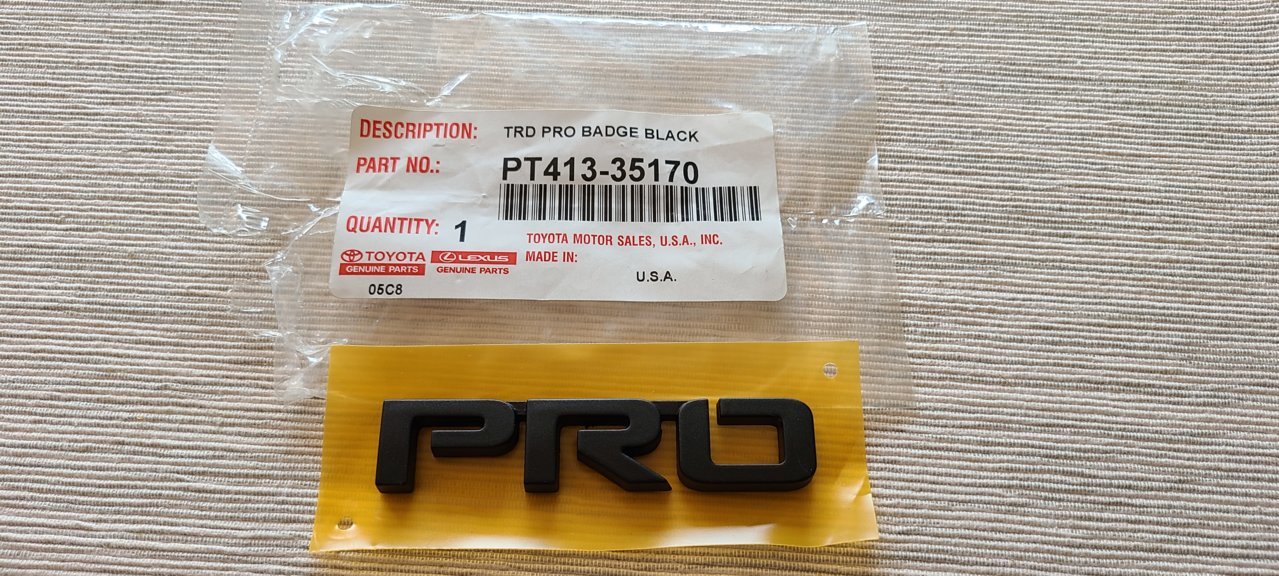 DESCRIPTION: TRD PRO BADGE BLACK
PART NO.: PT413-35170
QUANTITY: 1
TOYOTA MOTOR SALES, U.S.A., INC.
TOYOTA LEXUS MADE IN:
GENUINE PARTS GENUINE PARTS U.S.A.
05C8
PRO